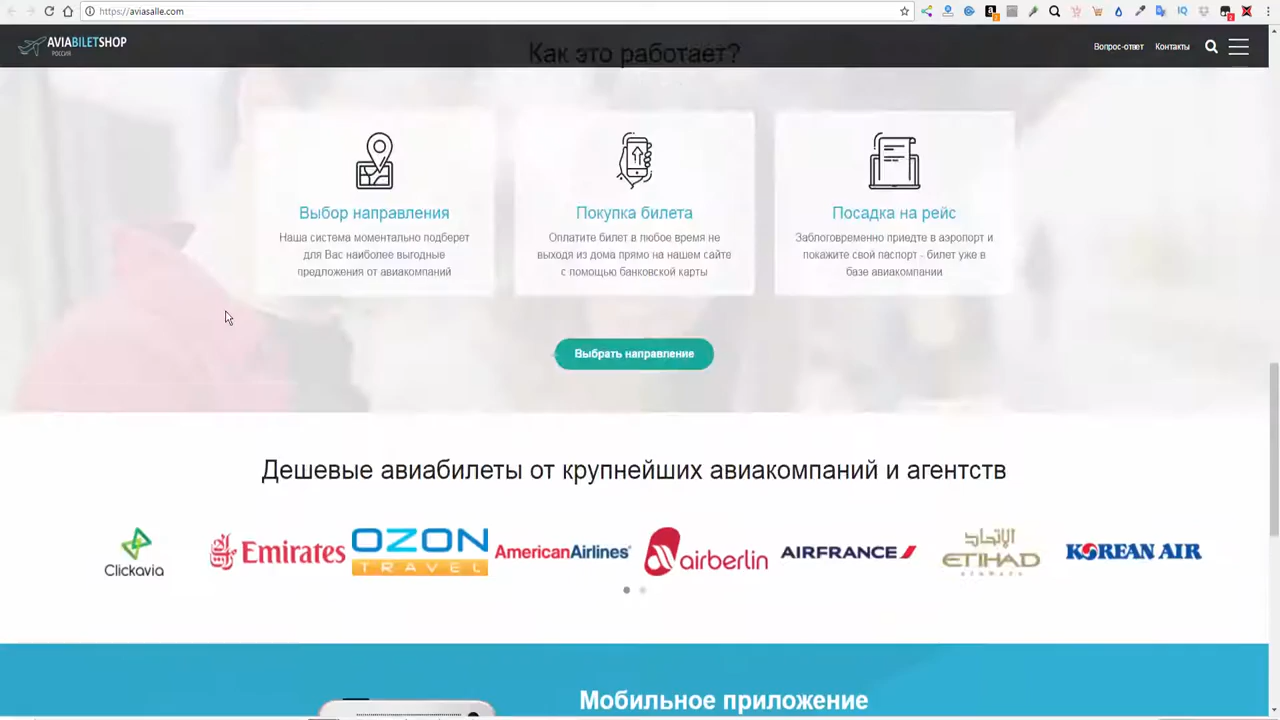 https://aviasalle.com
AVIABILETSHOP
РОССИЯ
Как это работает?
Вопрос-ответ
Контакты
Выбор направления
Наша система моментально подберет
для Вас наиболее выгодные
предложения от авиакомпаний
Покупка билета
Оплатите билет в любое время не
выходя из дома прямо на нашем сайте
с помощью банковской карты
Посадка на рейс
Заблоговременно приедте в аэропорт и
покажите свой паспорт - билет уже в
базе авиакомпании
Выбрать направление
Дешевые авиабилеты от крупнейших авиакомпаний и агентств
Clickavia
Emirates
OZON
TRAVEL
AmericanAirlines
airberlin
AIRFRANCE
الإتحاد
ETIHAD
AIRWAYS
KOREAN AIR
Мобильное приложение